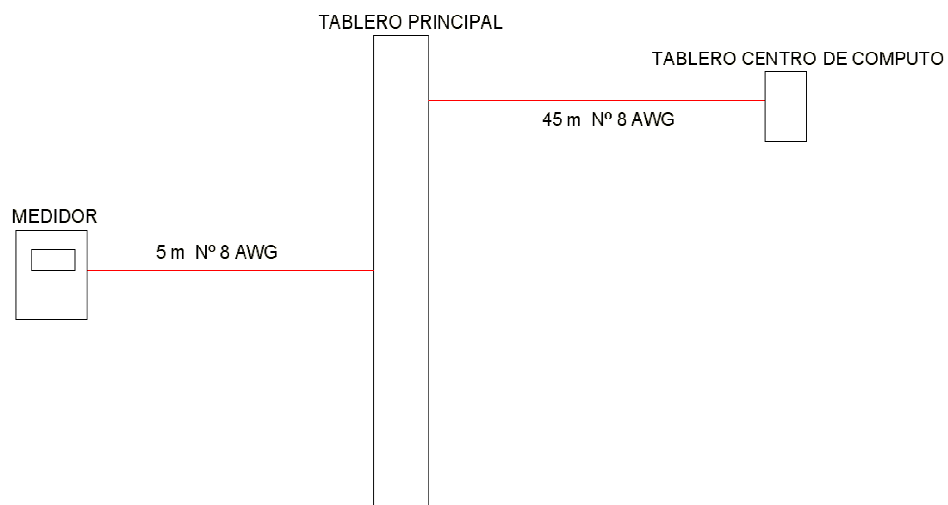 TABLERO PRINCIPAL
TABLERO CENTRO DE COMPUTO
45 m Nº 8 AWG
MEDIDOR
5 m Nº 8 AWG